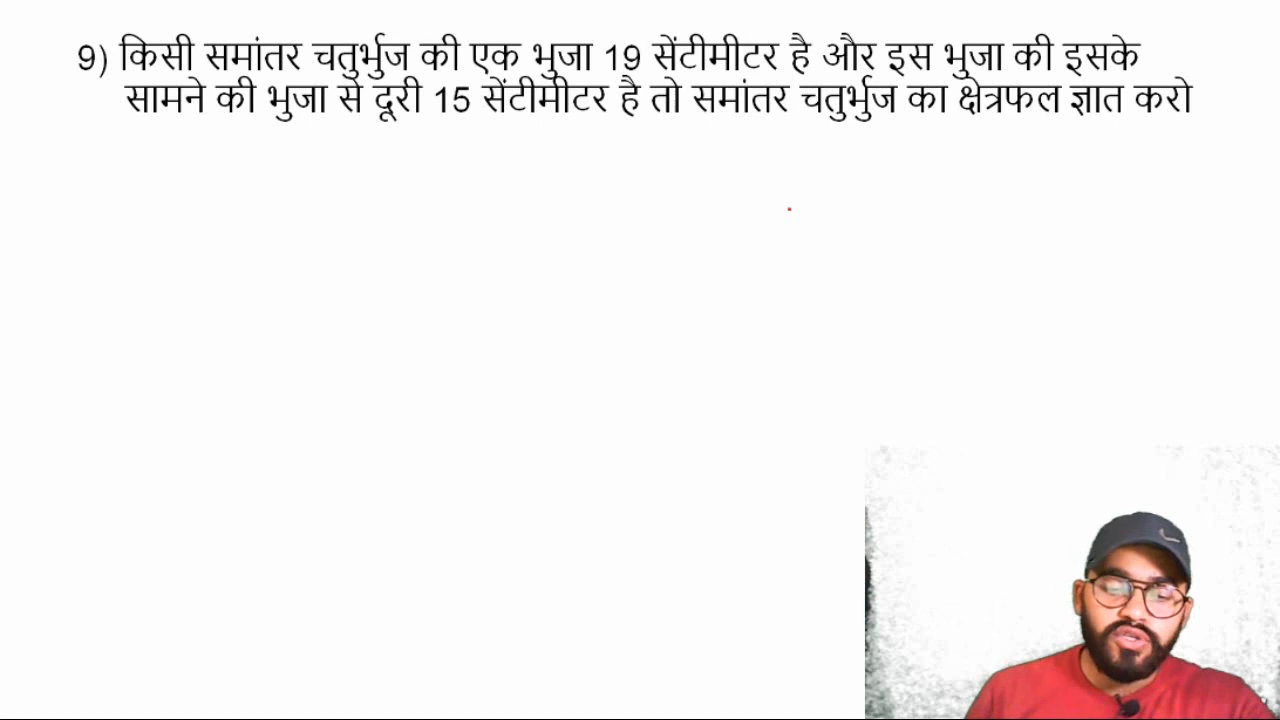 9) किसी समांतर चतुर्भुज की एक भुजा 19 सेंटीमीटर है और इस भुजा की इसके
सामने की भुजा से दूरी 15 सेंटीमीटर है तो समांतर चतुर्भुज का क्षेत्रफल ज्ञात करो